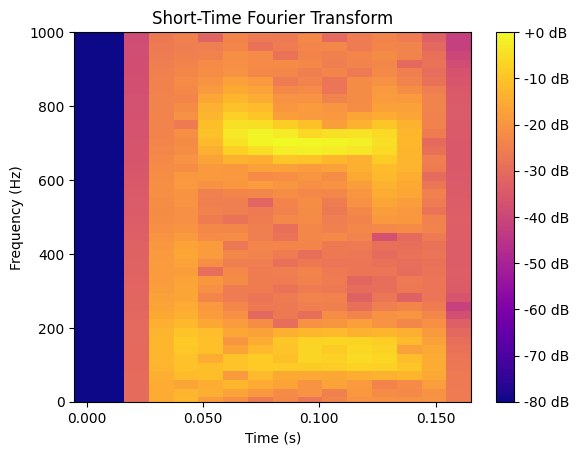 Short-Time Fourier Transform
1000
800
600
400
200
0
Frequency (Hz)
0.000
0.050
0.100
0.150
Time (s)
+0 dB
-10 dB
-20 dB
-30 dB
-40 dB
-50 dB
-60 dB
-70 dB
-80 dB